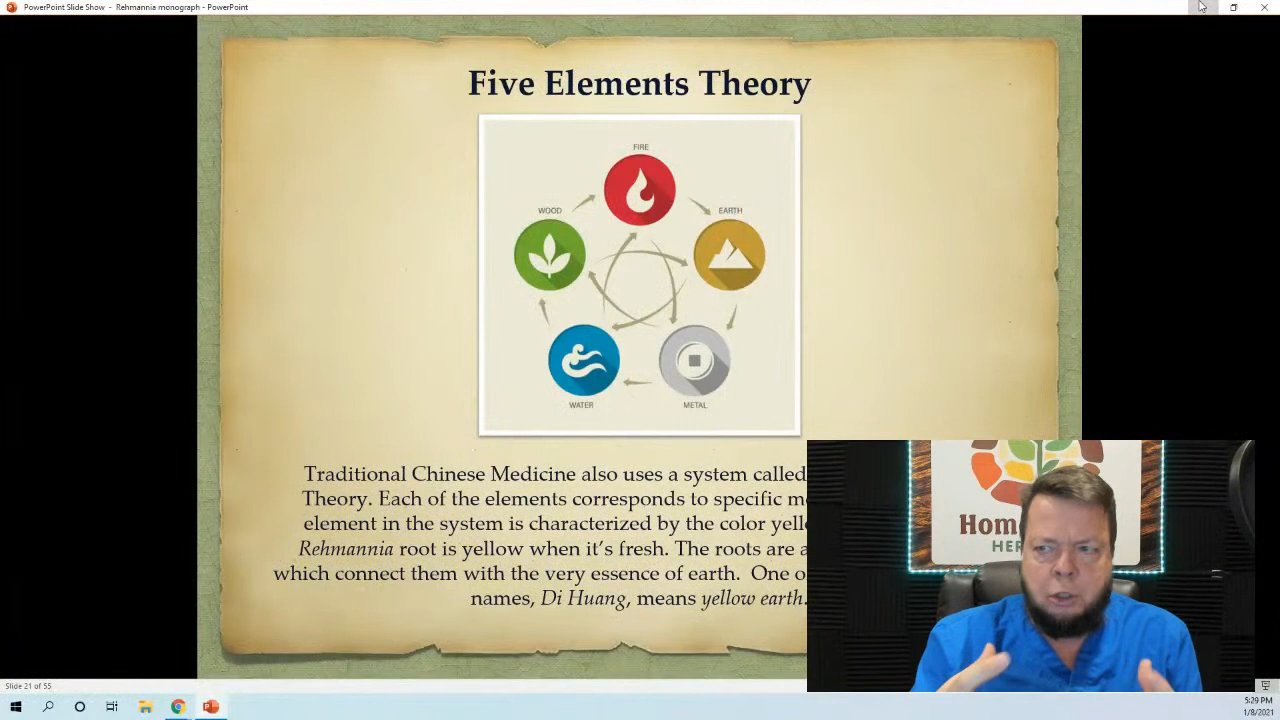 PowerPoint Slide Show - Rehmannia monograph - PowerPoint
Five Elements Theory
FIRE
WOOD
EARTH
WATER
METAL
Traditional Chinese Medicine also uses a system called
Theory. Each of the elements corresponds to specific
element in the system is characterized by the color
Rehmannia root is yellow when it's fresh. The roots are
which connect them with the very essence of earth. One
names, Di Huang, means yellow earth.
Slide 21 of 55
5:29 PM
1/8/2021